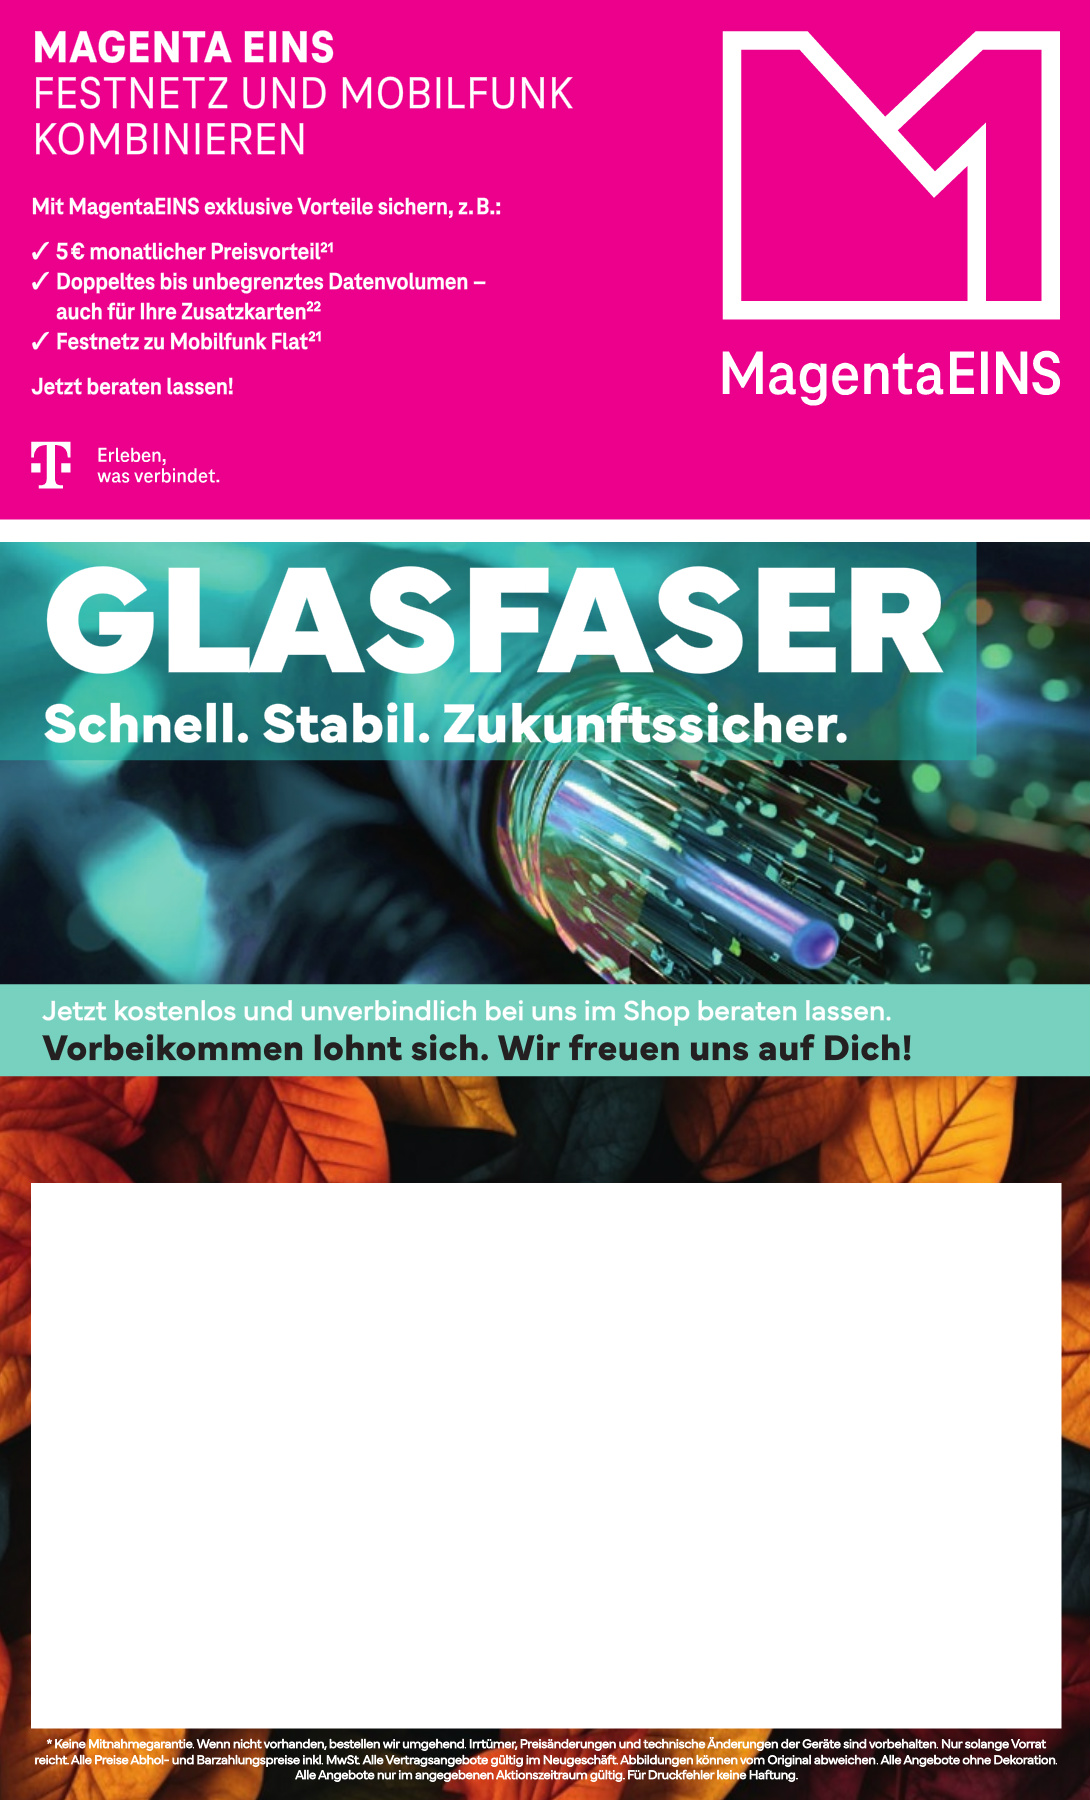 MAGENTA EINS
FESTNETZ UND MOBILFUNK
KOMBINIEREN
Mit MagentaEINS exklusive Vorteile sichern, z. B.:
✓ 5 € monatlicher Preisvorteil²¹
✓ Doppeltes bis unbegrenztes Datenvolumen –
auch für Ihre Zusatzkarten²²
✓ Festnetz zu Mobilfunk Flat²¹
Jetzt beraten lassen!
T
Erleben,
was verbindet.
MagentaEINS
GLASFASER
Schnell. Stabil. Zukunftssicher.
Jetzt kostenlos und unverbindlich bei uns im Shop beraten lassen.
Vorbeikommen lohnt sich. Wir freuen uns auf Dich!
* Keine Mitnahmegarantie. Wenn nicht vorhanden, bestellen wir umgehend. Irrtümer, Preisänderungen und technische Änderungen der Geräte sind vorbehalten. Nur solange Vorrat
reicht. Alle Preise Abhol- und Barzahlungspreise inkl. MwSt. Alle Vertragsangebote gültig im Neugeschäft. Abbildungen können vom Original abweichen. Alle Angebote ohne Dekoration.
Alle Angebote nur im angegebenen Aktionszeitraum gültig. Für Druckfehler keine Haftung.